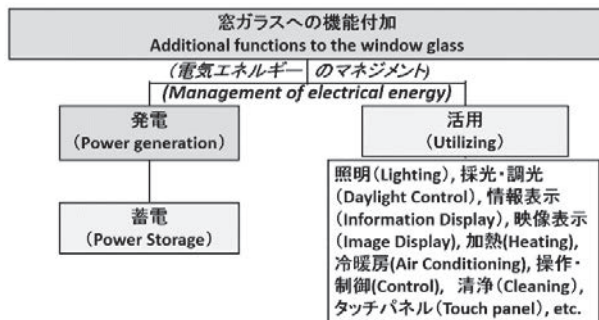 窓ガラスへの機能付加
Additional functions to the window glass
(電気エネルギーのマネジメント)
(Management of electrical energy)
発電
(Power generation)
蓄電
(Power Storage)
活用
(Utilizing)
照明(Lighting), 採光・調光
(Daylight Control), 情報表示
(Information Display), 映像表示
(Image Display), 加熱(Heating),
冷暖房(Air Conditioning), 操作・
制御(Control), 清浄(Cleaning),
タッチパネル(Touch panel), etc.